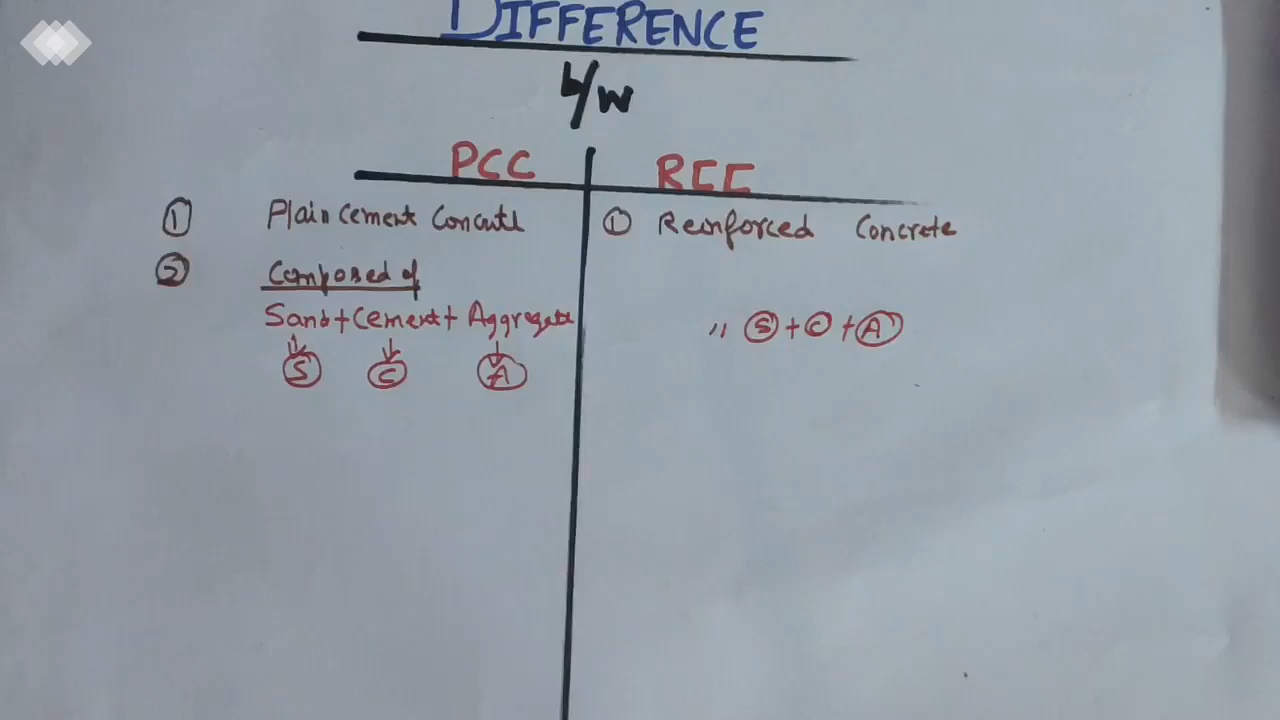 DIFFERENCE
b/w
PCC RCC
① Plain Cement Concrete ① Reinforced Concrete
② Composed of
Sand + Cement + Aggregate " Ⓢ + Ⓒ + Ⓐ
Ⓢ Ⓒ Ⓐ